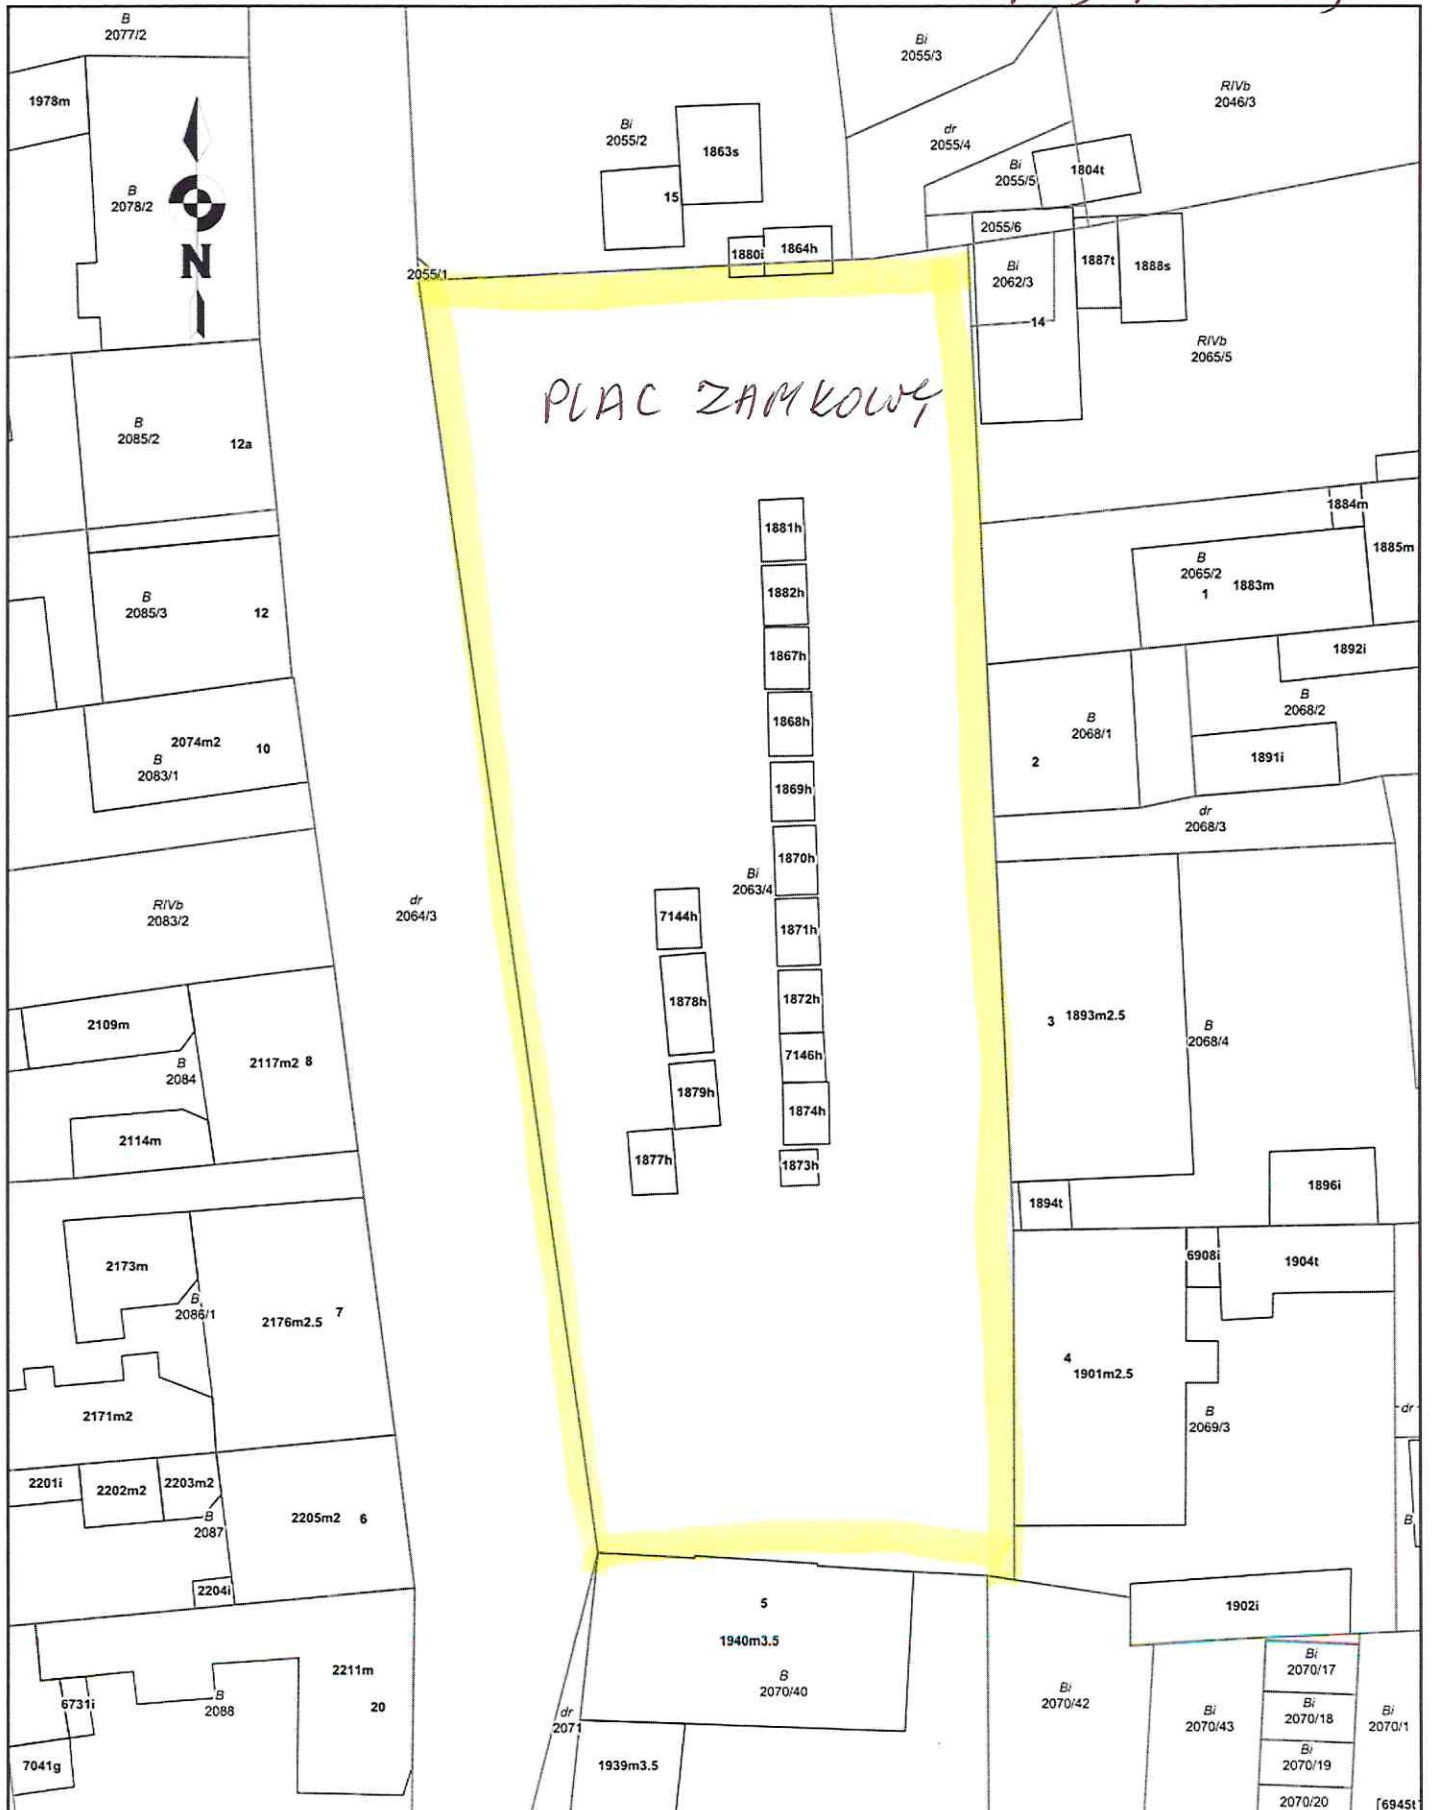 B
2077/2
1978m
B
2078/2
N
Bi
2055/3
RIVb
2046/3
Bi
2055/2
1863s
15
dr
2055/4
Bi
2055/5
1804t
2055/6
1880i
1864h
2055/1
Bi
2062/3
1887t
1888s
14
RIVb
2065/5
PLAC ZAMKOWY
B
2085/2
12a
1881h
1884m
1885m
B
2065/2
1
1883m
1882h
B
2085/3
12
1867h
1892i
B
2068/2
1868h
B
2068/1
2
1891i
2074m2
10
B
2083/1
1869h
dr
2068/3
1870h
Bi
2063/4
RIVb
2083/2
dr
2064/3
7144h
1871h
1878h
1872h
3
1893m2.5
B
2068/4
2109m
B
2084
2117m2 8
7146h
1879h
1874h
2114m
1877h
1873h
1894t
1896i
2173m
B
2086/1
2176m2.5
7
6908i
1904t
4
1901m2.5
B
2069/3
dr
2171m2
2201i
2202m2
2203m2
B
2087
2205m2 6
B
2204i
5
1940m3.5
B
2070/40
1902i
2211m
20
6731i
B
2088
dr
2071
Bi
2070/42
Bi
2070/43
Bi
2070/17
Bi
2070/18
Bi
2070/19
2070/20
Bi
2070/1
7041g
1939m3.5
[6945t]